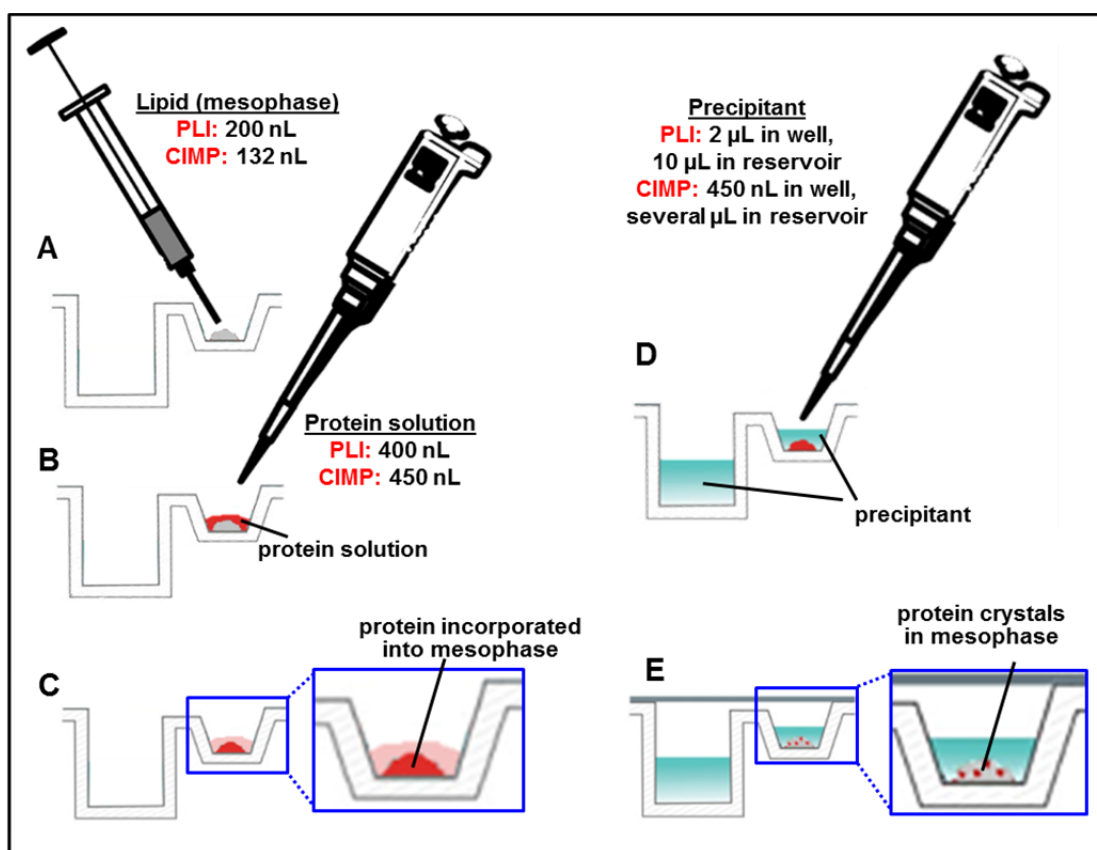 A
Lipid (mesophase)
PLI: 200 nL
CIMP: 132 nL
B
Protein solution
PLI: 400 nL
CIMP: 450 nL
protein solution
C
protein incorporated
into mesophase
Precipitant
PLI: 2 µL in well,
10 µL in reservoir
CIMP: 450 nL in well,
several µL in reservoir
D
precipitant
E
protein crystals
in mesophase